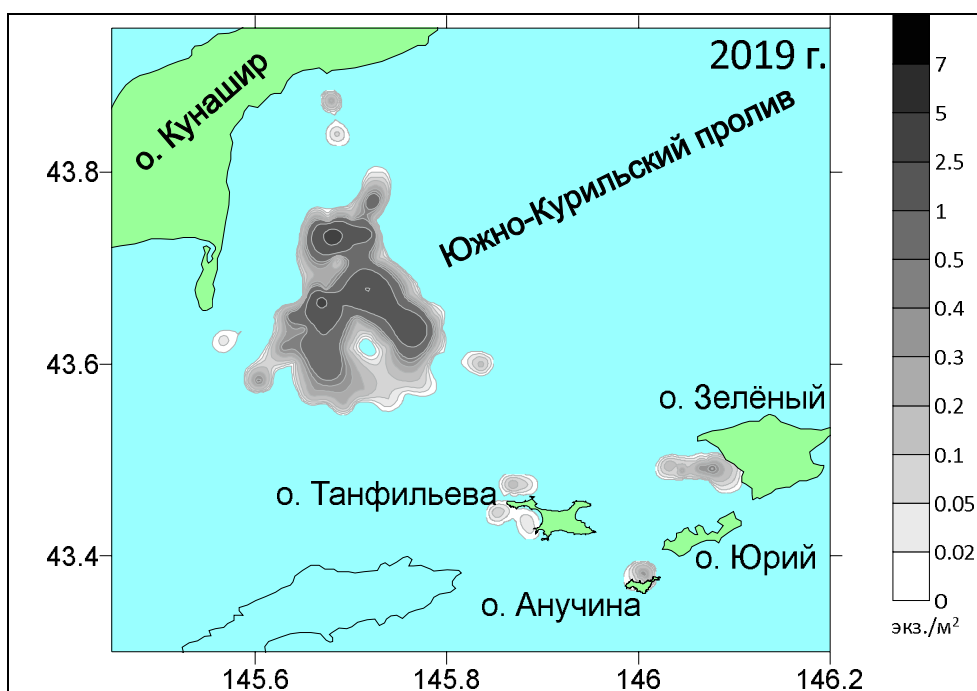 2019 г.
о. Кунашир
Южно-Курильский пролив
о. Зелёный
о. Танфильева
о. Юрий
о. Анучина
43.8
43.6
43.4
145.6
145.8
146
146.2
7
5
2.5
1
0.5
0.4
0.3
0.2
0.1
0.05
0.02
0
экз./м²